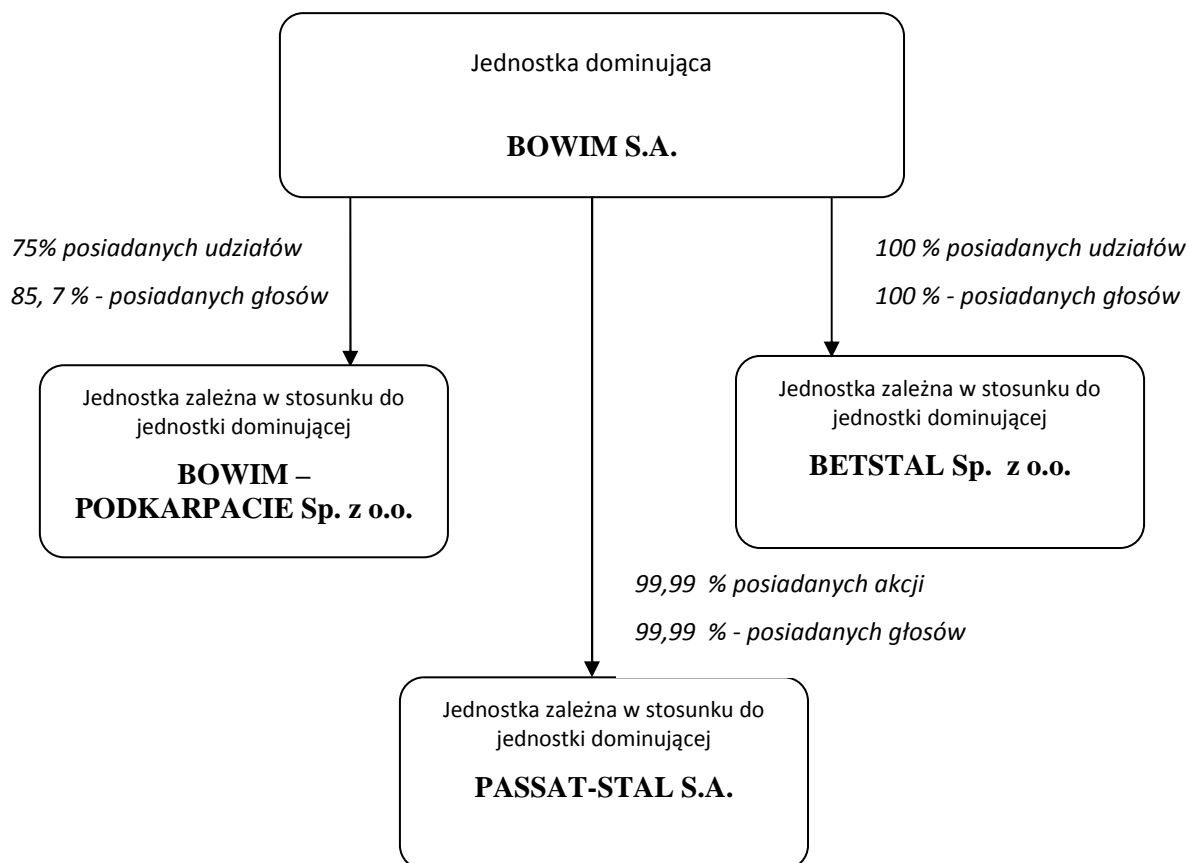 Jednostka dominująca
BOWIM S.A.
75% posiadanych udziałów
85, 7 % - posiadanych głosów
100 % posiadanych udziałów
100 % - posiadanych głosów
Jednostka zależna w stosunku do
jednostki dominującej
BOWIM –
PODKARPACIE Sp. z o.o.
Jednostka zależna w stosunku do
jednostki dominującej
BETSTAL Sp. z o.o.
99,99 % posiadanych akcji
99,99 % - posiadanych głosów
Jednostka zależna w stosunku do
jednostki dominującej
PASSAT-STAL S.A.